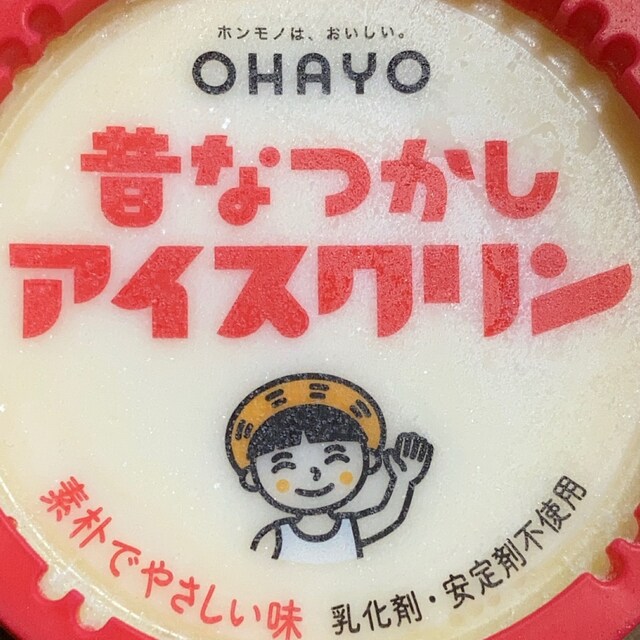 ホンモノは、おいしい。
OHAYO
昔なつかし
アイスクリン
素朴でやさしい味
乳化剤・安定剤不使用